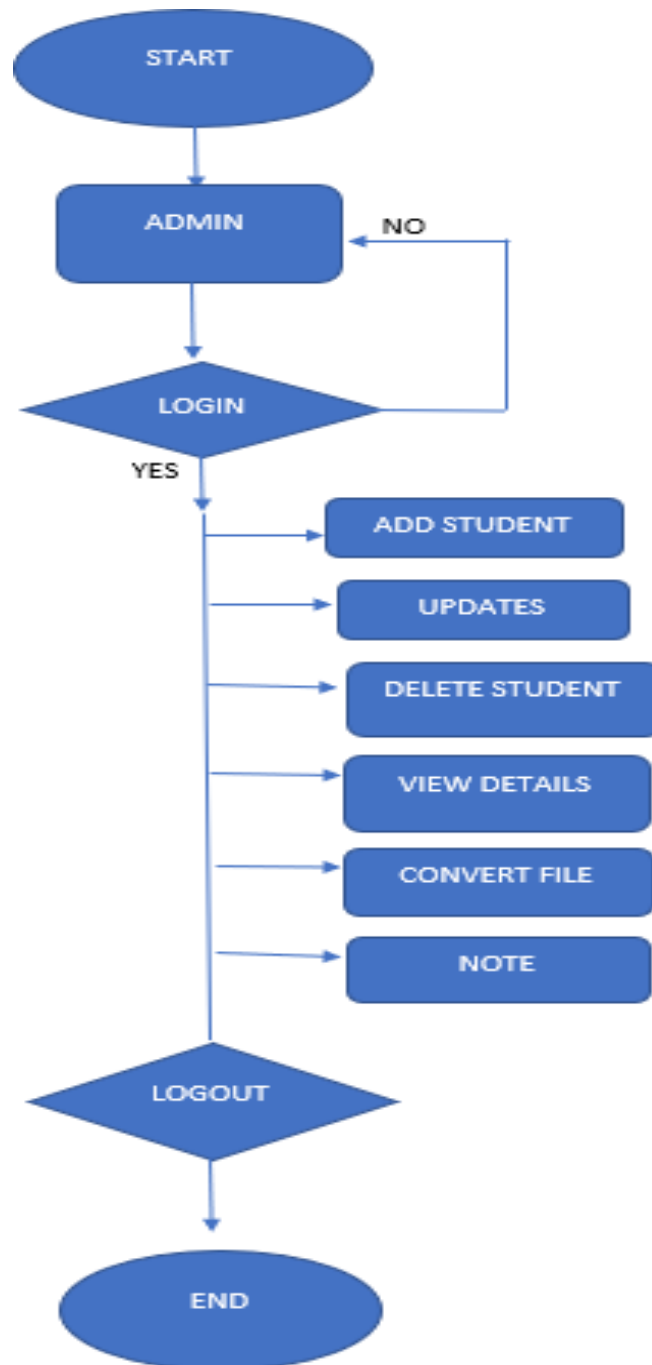 START
ADMIN
NO
LOGIN
YES
ADD STUDENT
UPDATES
DELETE STUDENT
VIEW DETAILS
CONVERT FILE
NOTE
LOGOUT
END